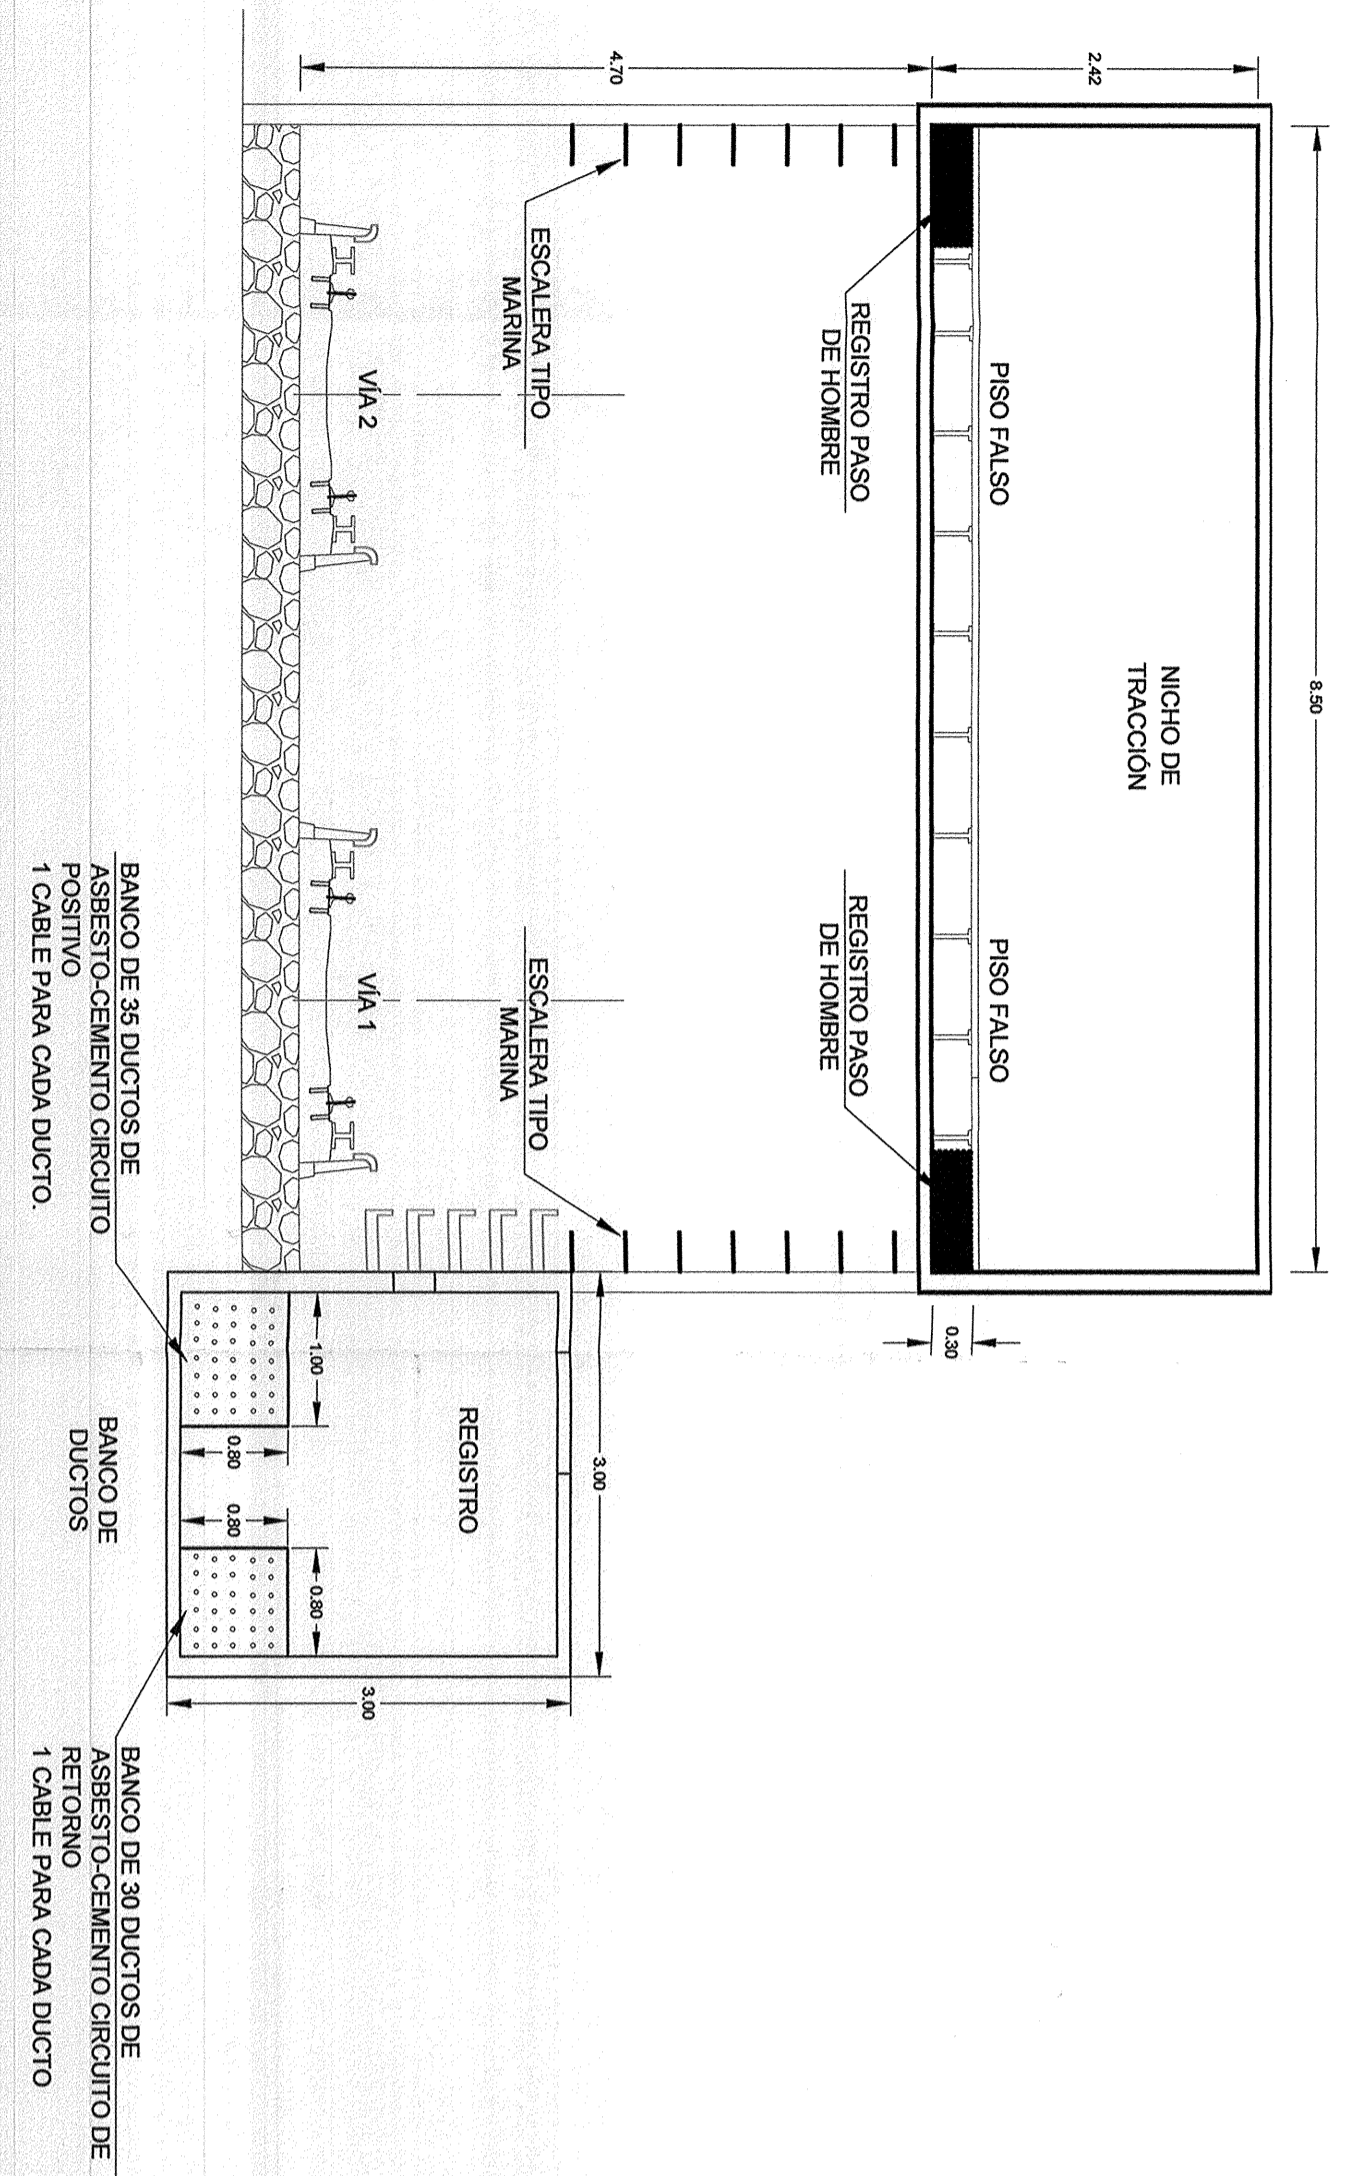 8.50
2.42
NICHO DE
TRACCIÓN
PISO FALSO
PISO FALSO
0.30
4.70
REGISTRO PASO
DE HOMBRE
REGISTRO PASO
DE HOMBRE
ESCALERA TIPO
MARINA
ESCALERA TIPO
MARINA
3.00
VÍA 2
VÍA 1
REGISTRO
3.00
1.00
0.80
0.80
0.80
BANCO DE
DUCTOS
BANCO DE 35 DUCTOS DE
ASBESTO-CEMENTO CIRCUITO
POSITIVO
1 CABLE PARA CADA DUCTO.
BANCO DE 30 DUCTOS DE
ASBESTO-CEMENTO CIRCUITO DE
RETORNO
1 CABLE PARA CADA DUCTO